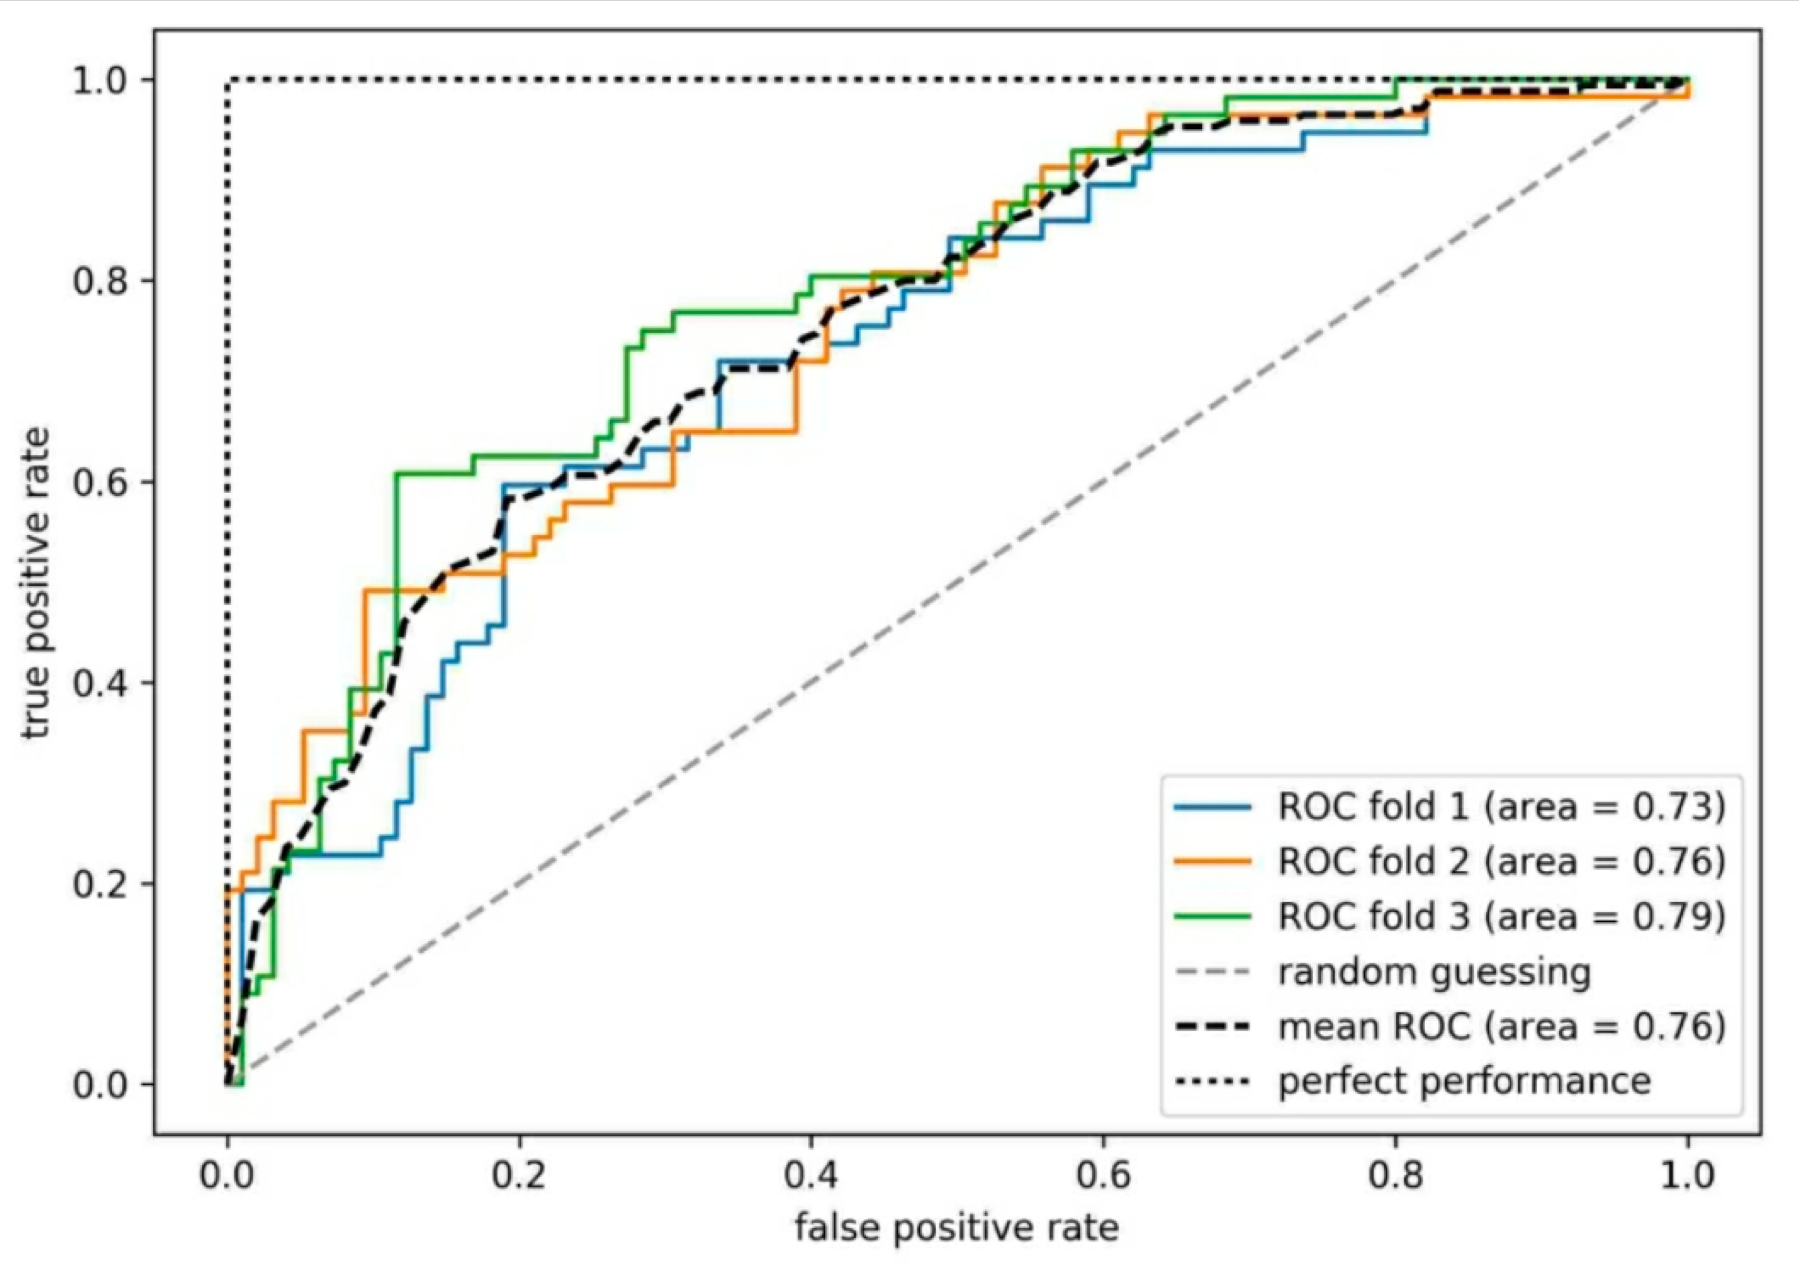 1.0
0.8
0.6
0.4
0.2
0.0
true positive rate
ROC fold 1 (area = 0.73)
ROC fold 2 (area = 0.76)
ROC fold 3 (area = 0.79)
random guessing
mean ROC (area = 0.76)
perfect performance
0.0 0.2 0.4 0.6 0.8 1.0
false positive rate